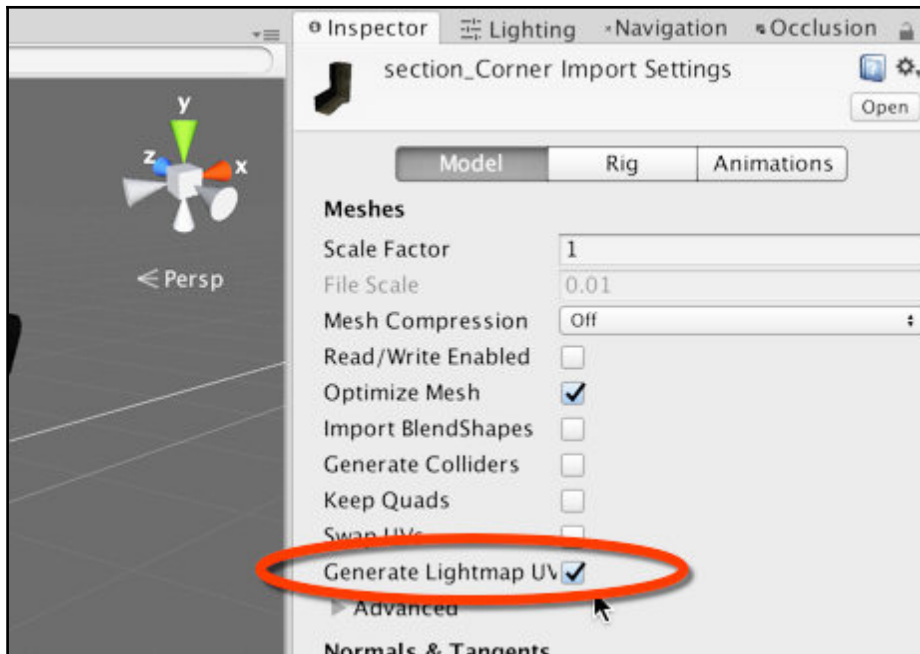 Inspector Lighting Navigation Occlusion
section_Corner Import Settings
Open
y
z x
Persp
Model Rig Animations
Meshes
Scale Factor 1
File Scale 0.01
Mesh Compression Off
Read/Write Enabled
Optimize Mesh
Import BlendShapes
Generate Colliders
Keep Quads
Swap UVs
Generate Lightmap UV
Advanced
Normals & Tangents